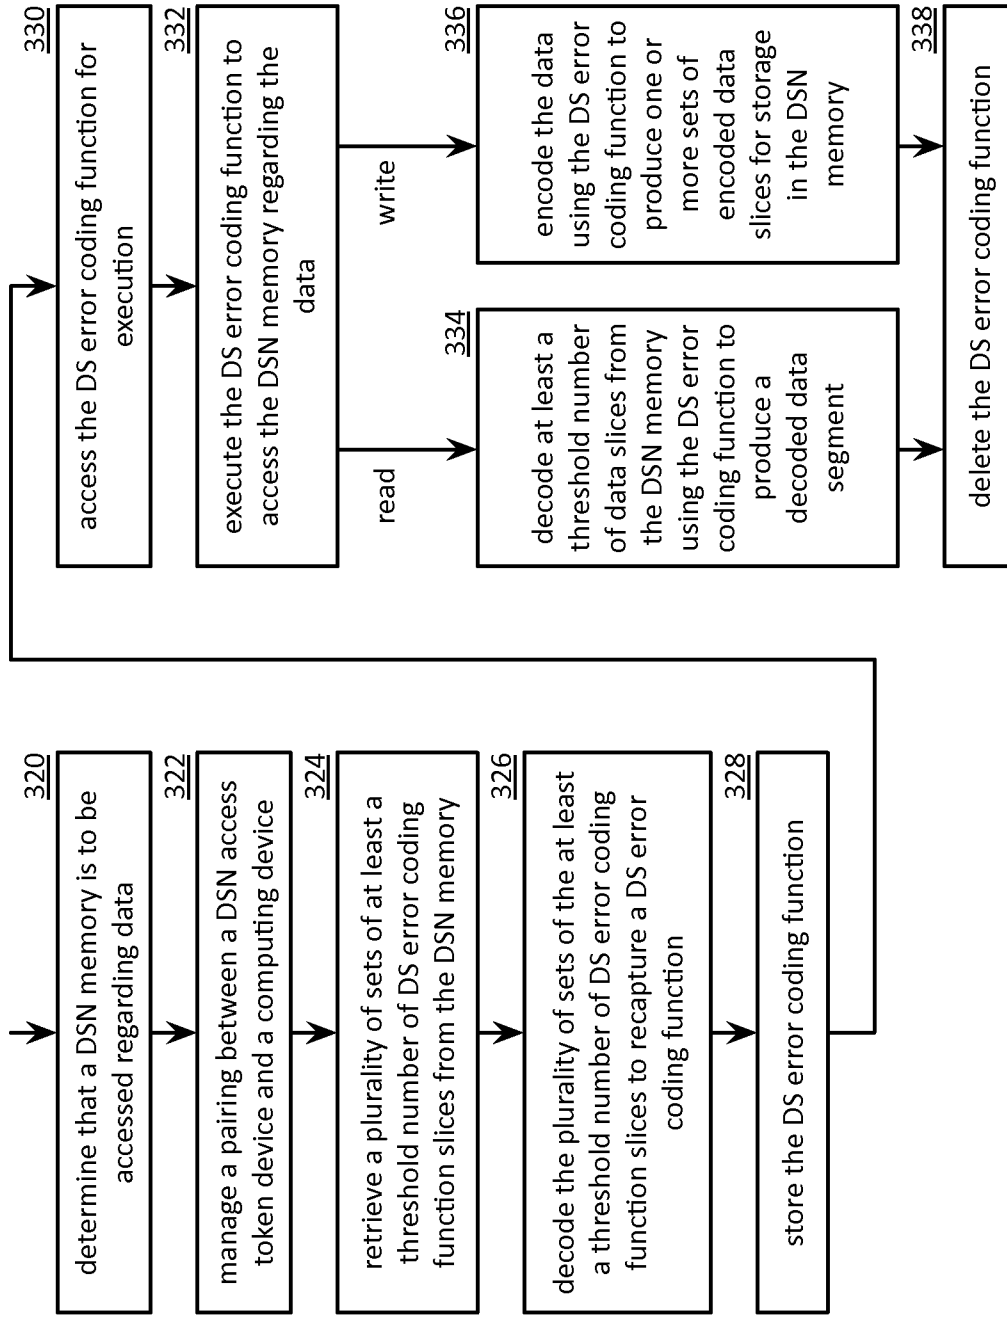 320
determine that a DSN memory is to be
accessed regarding data
322
manage a pairing between a DSN access
token device and a computing device
324
retrieve a plurality of sets of at least a
threshold number of DS error coding
function slices from the DSN memory
326
decode the plurality of sets of the at least
a threshold number of DS error coding
function slices to recapture a DS error
coding function
328
store the DS error coding function
330
access the DS error coding function for
execution
332
execute the DS error coding function to
access the DSN memory regarding the
data
read
write
334
decode at least a
threshold number
of data slices from
the DSN memory
using the DS error
coding function to
produce a
decoded data
segment
336
encode the data
using the DS error
coding function to
produce one or
more sets of
encoded data
slices for storage
in the DSN
memory
338
delete the DS error coding function